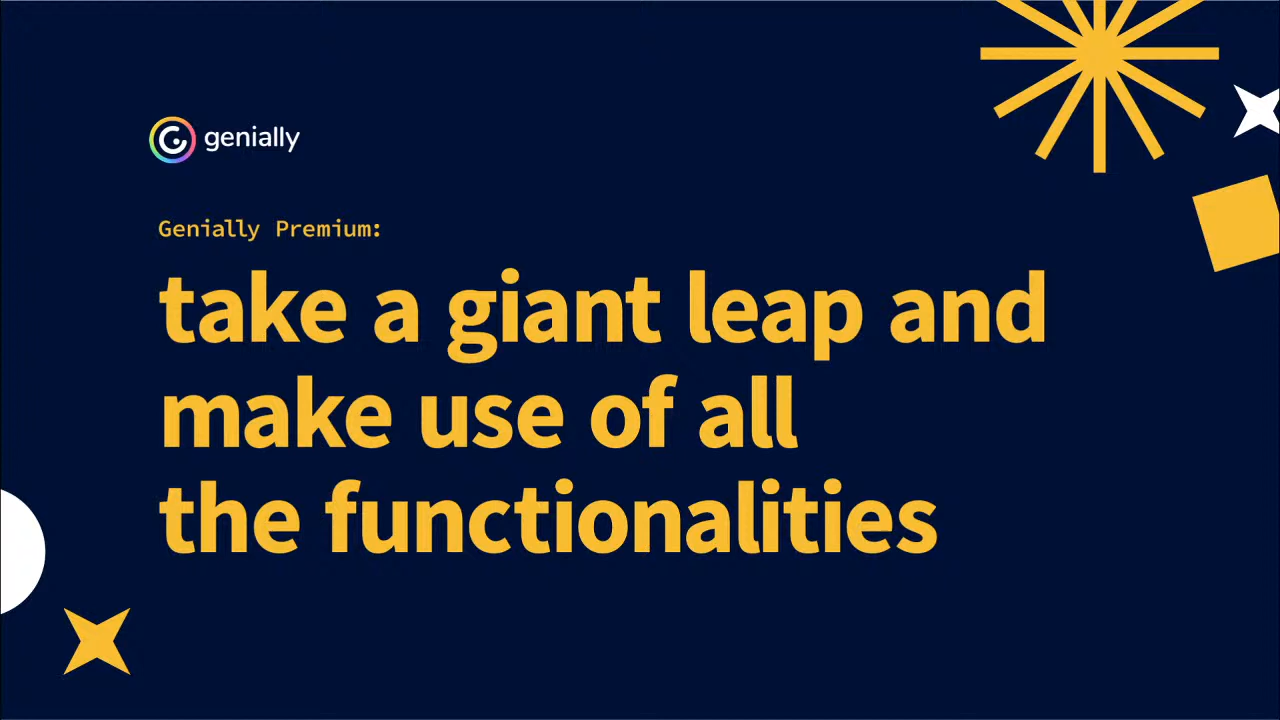 genially
Genially Premium:
take a giant leap and
make use of all
the functionalities